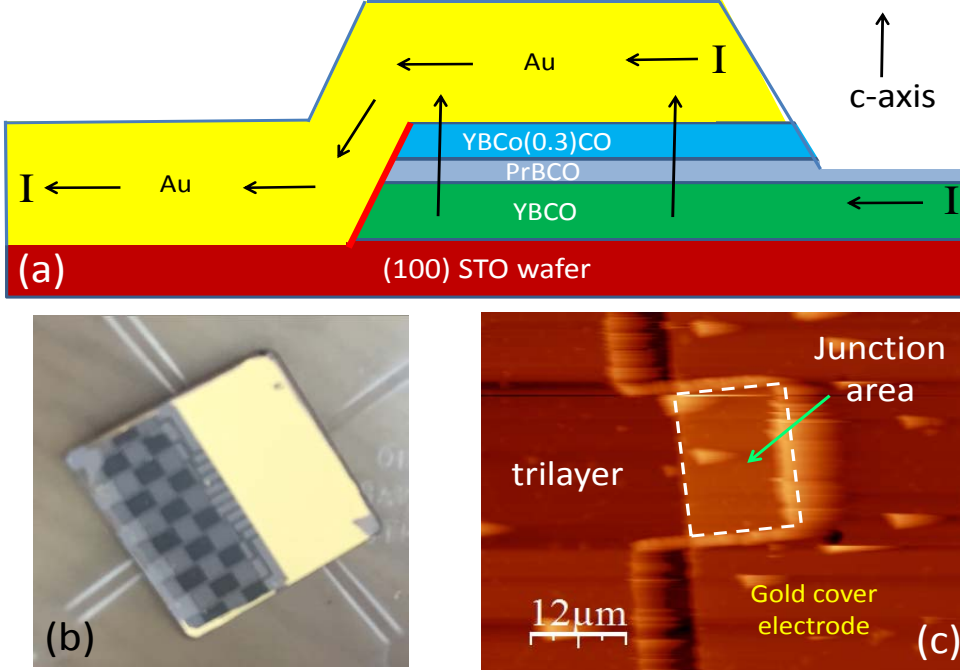 Au
I
c-axis
YBCo(0.3)CO
PrBCO
I
Au
YBCO
I
(a)
(100) STO wafer
(b)
Junction
area
trilayer
12μm
Gold cover
electrode
(c)